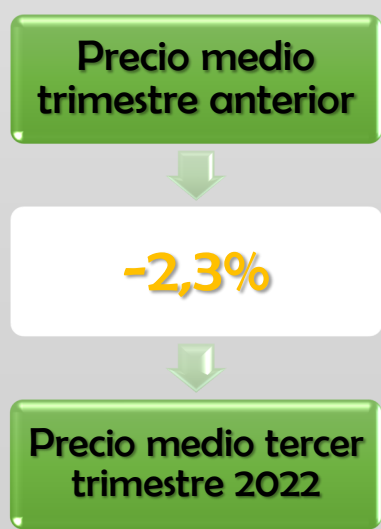 Precio medio
trimestre anterior
-2,3%
Precio medio tercer
trimestre 2022